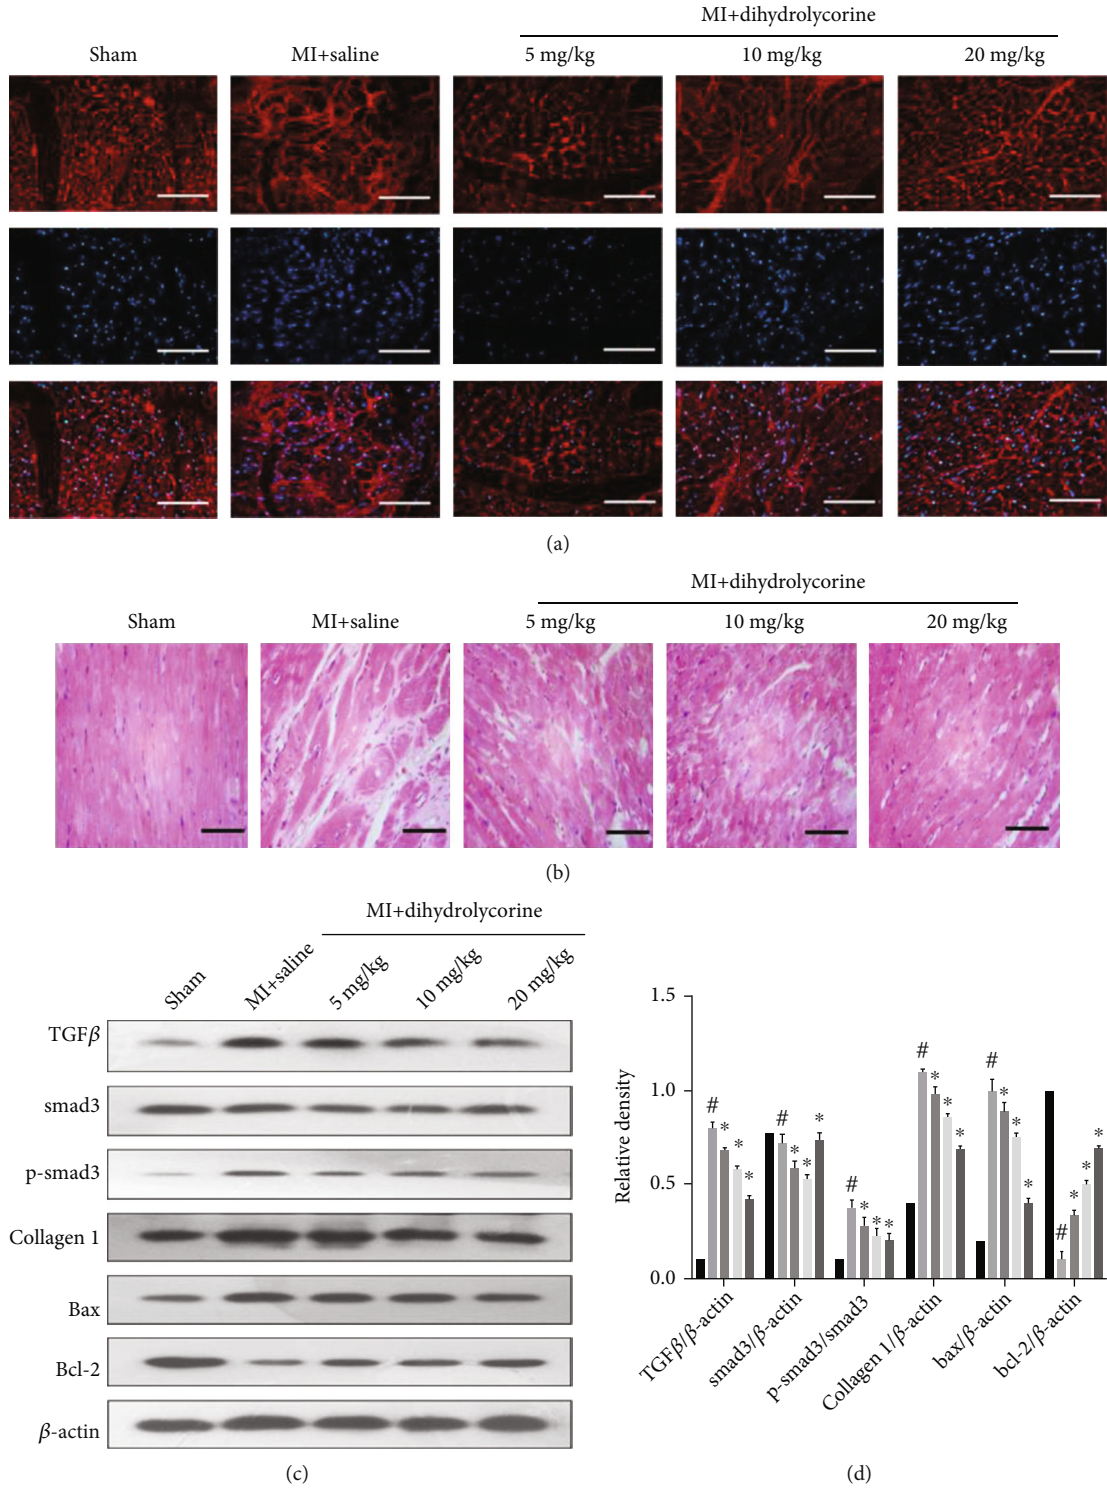 MI+dihydrolycorine
Sham MI+saline 5 mg/kg 10 mg/kg 20 mg/kg
(a)
MI+dihydrolycorine
Sham MI+saline 5 mg/kg 10 mg/kg 20 mg/kg
(b)
MI+dihydrolycorine
Sham MI+saline 5 mg/kg 10 mg/kg 20 mg/kg
TGFβ
smad3
p-smad3
Collagen 1
Bax
Bcl-2
β-actin
(c)
Relative density
1.5
1.0
0.5
0.0
# * * *
# * * *
# * * *
# * * *
# * * *
# * * *
TGFβ/β-actin
smad3/β-actin
p-smad3/smad3
Collagen 1/β-actin
bax/β-actin
bcl-2/β-actin
(d)